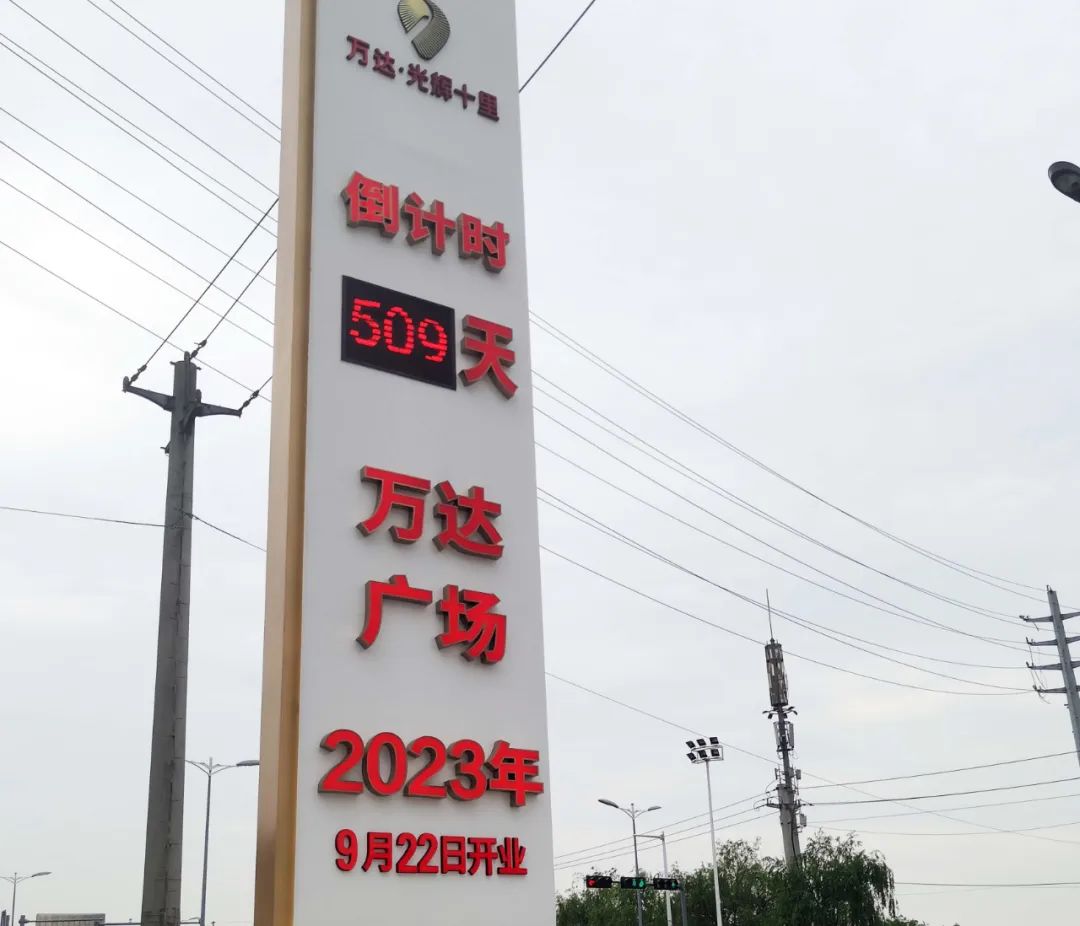 万达·光辉十里
倒计时
509天
万达
广场
2023年
9月22日开业